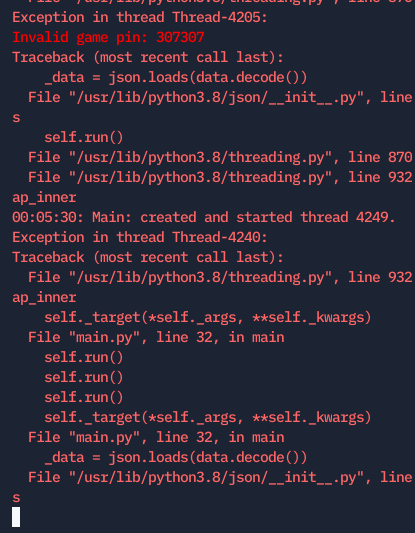 File "/usr/lib/python3.8/threading.py", line 870
Exception in thread Thread-4205:
Invalid game pin: 307307
Traceback (most recent call last):
_data = json.loads(data.decode())
File "/usr/lib/python3.8/json/__init__.py", line
s
self.run()
File "/usr/lib/python3.8/threading.py", line 870
File "/usr/lib/python3.8/threading.py", line 932
ap_inner
00:05:30: Main: created and started thread 4249.
Exception in thread Thread-4240:
Traceback (most recent call last):
File "/usr/lib/python3.8/threading.py", line 932
ap_inner
self._target(*self._args, **self._kwargs)
File "main.py", line 32, in main
self.run()
self.run()
self.run()
self._target(*self._args, **self._kwargs)
File "main.py", line 32, in main
_data = json.loads(data.decode())
File "/usr/lib/python3.8/json/__init__.py", line
s